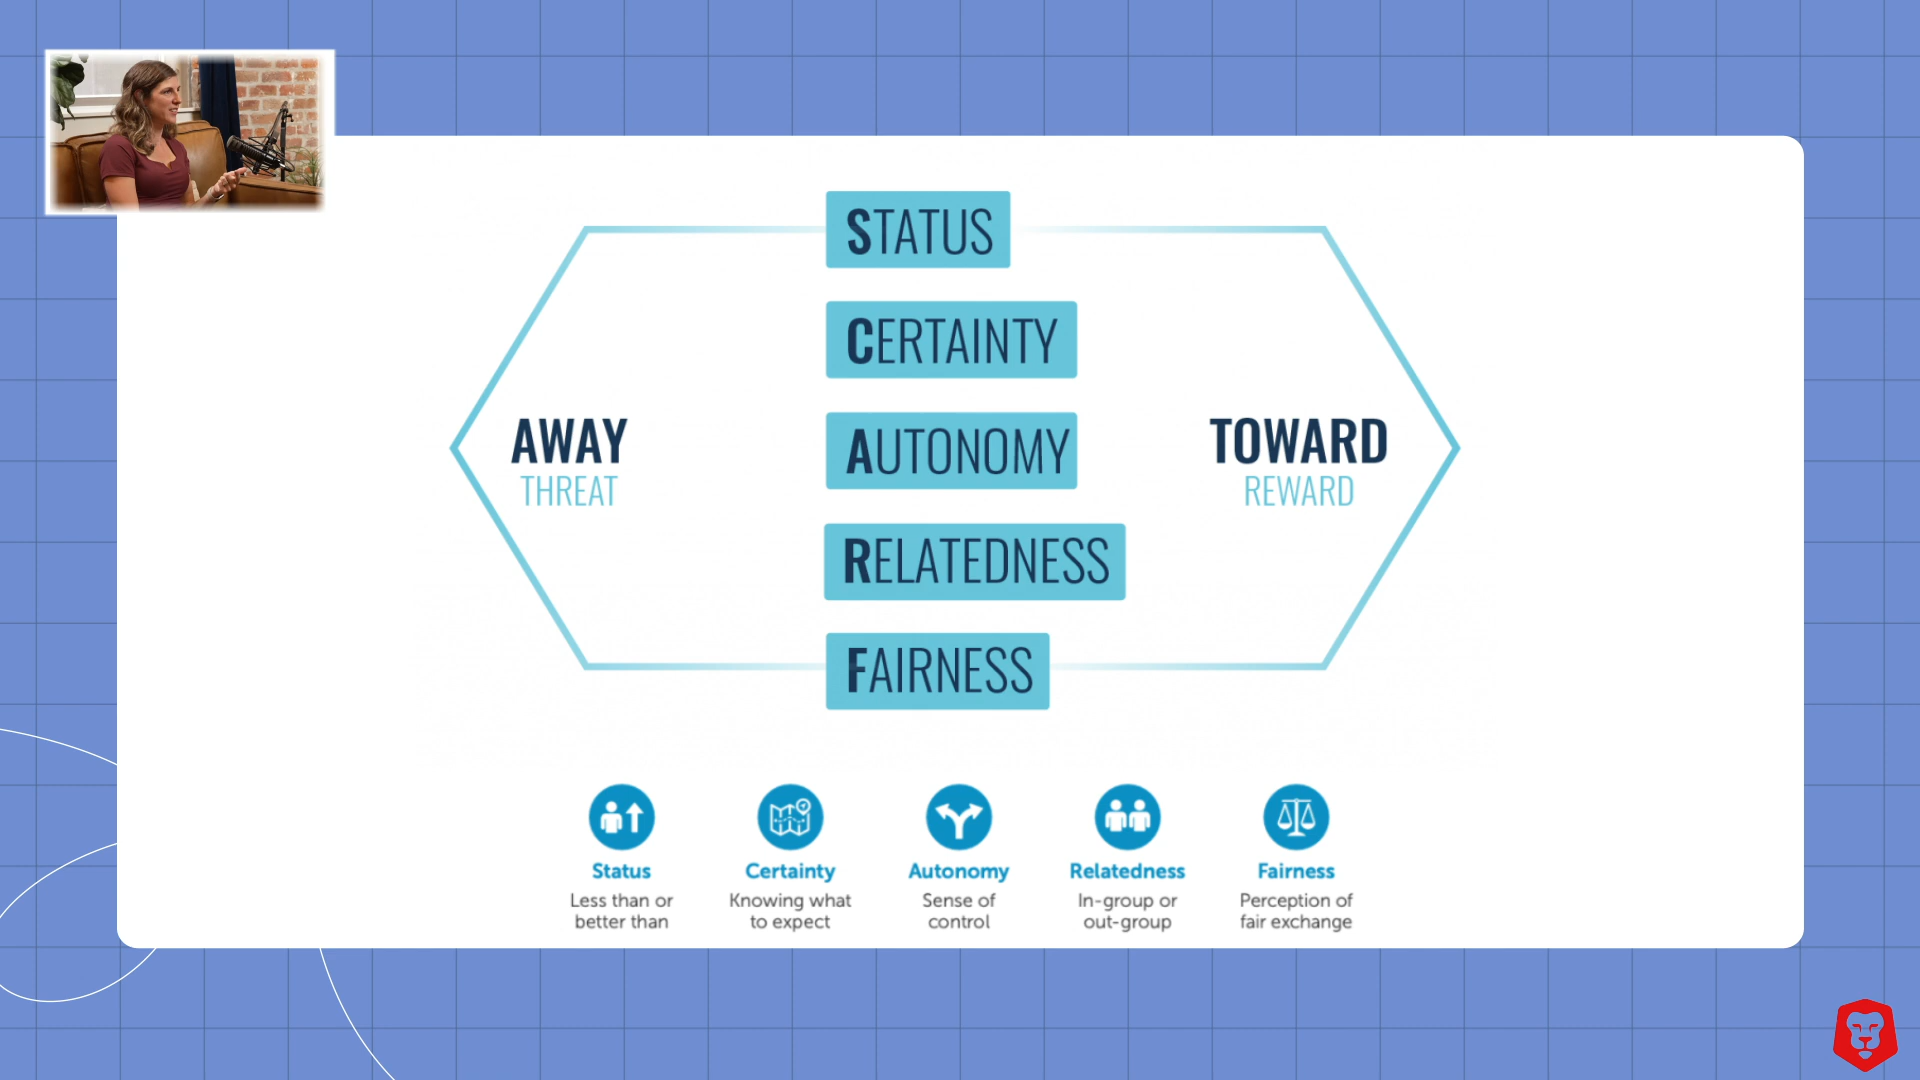 STATUS
CERTAINTY
AUTONOMY
RELATEDNESS
FAIRNESS
AWAY
THREAT
TOWARD
REWARD
Status
Less than or
better than
Certainty
Knowing what
to expect
Autonomy
Sense of
control
Relatedness
In-group or
out-group
Fairness
Perception of
fair exchange